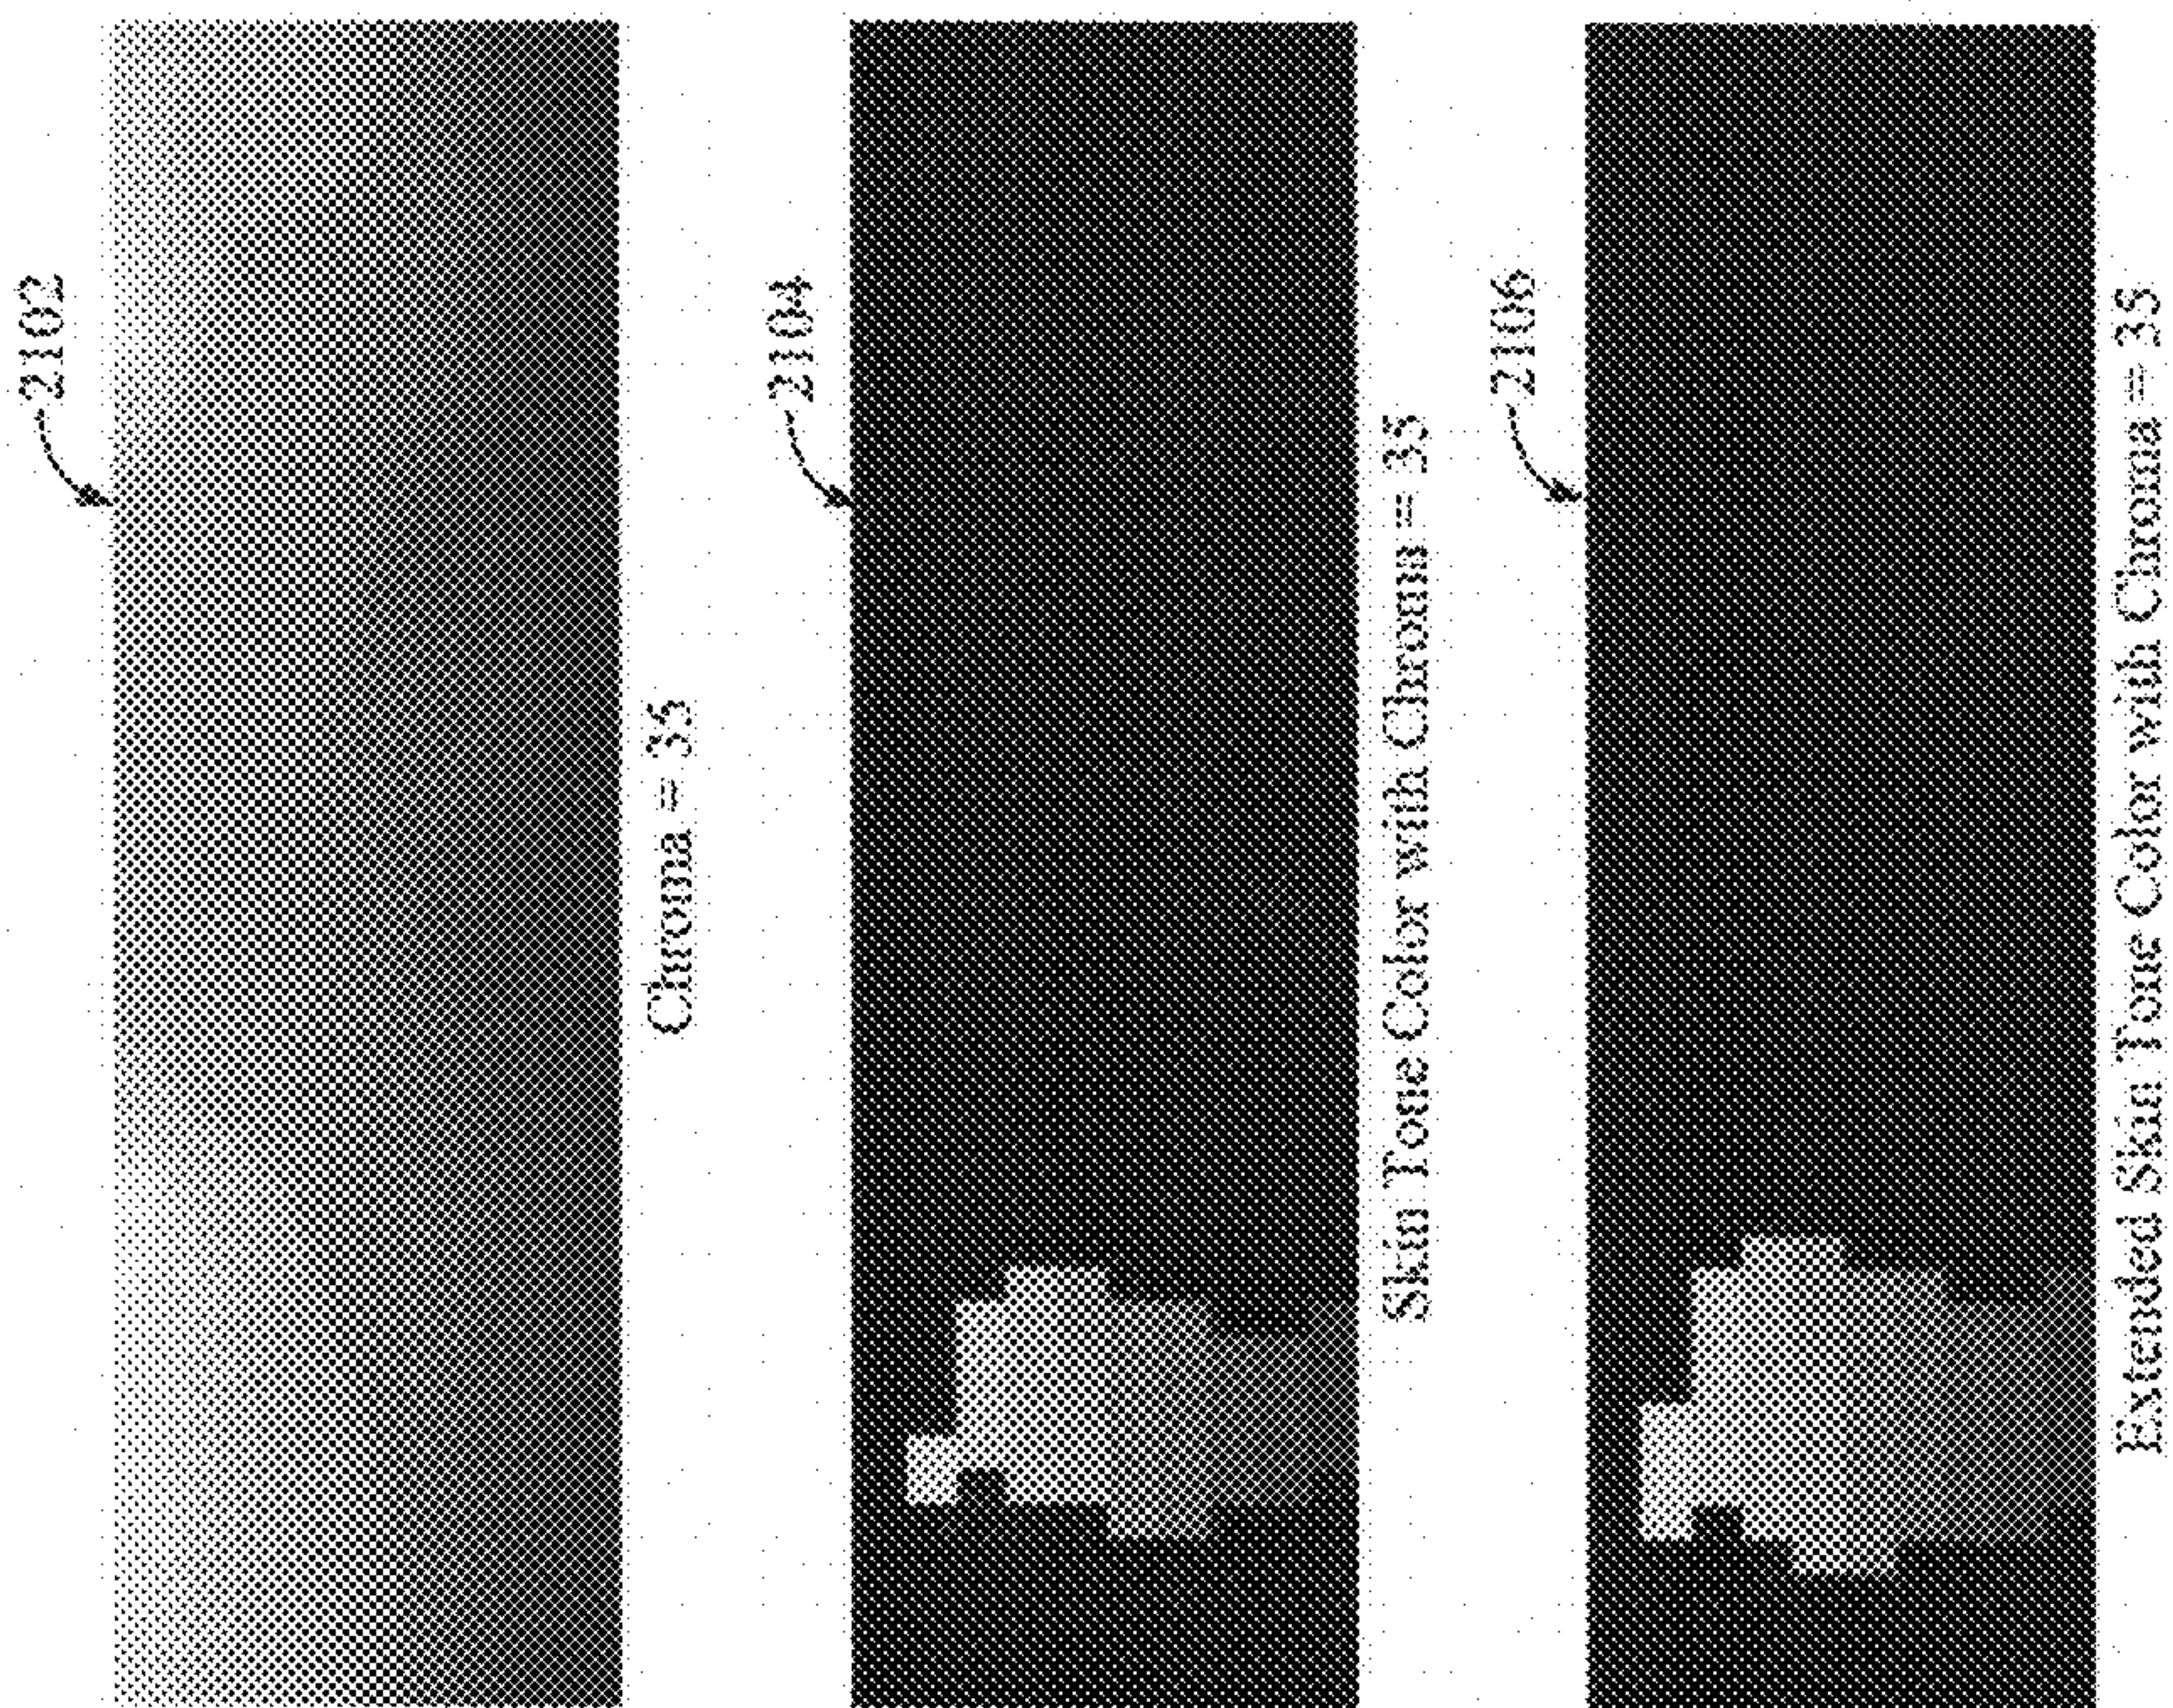 2102
Chroma = 35
2104
Skin Tone Color with Chroma = 35
2106
Extended Skin Tone Color with Chroma = 35